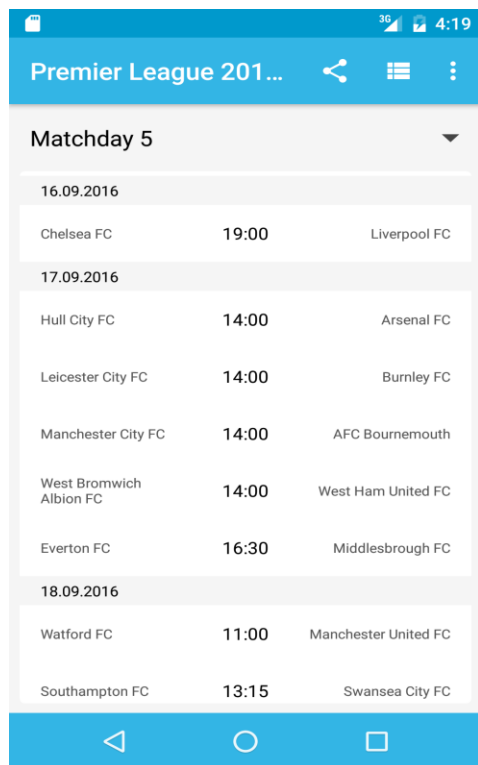 3G 4:19
Premier League 201...
Matchday 5
16.09.2016
Chelsea FC 19:00 Liverpool FC
17.09.2016
Hull City FC 14:00 Arsenal FC
Leicester City FC 14:00 Burnley FC
Manchester City FC 14:00 AFC Bournemouth
West Bromwich
Albion FC 14:00 West Ham United FC
Everton FC 16:30 Middlesbrough FC
18.09.2016
Watford FC 11:00 Manchester United FC
Southampton FC 13:15 Swansea City FC